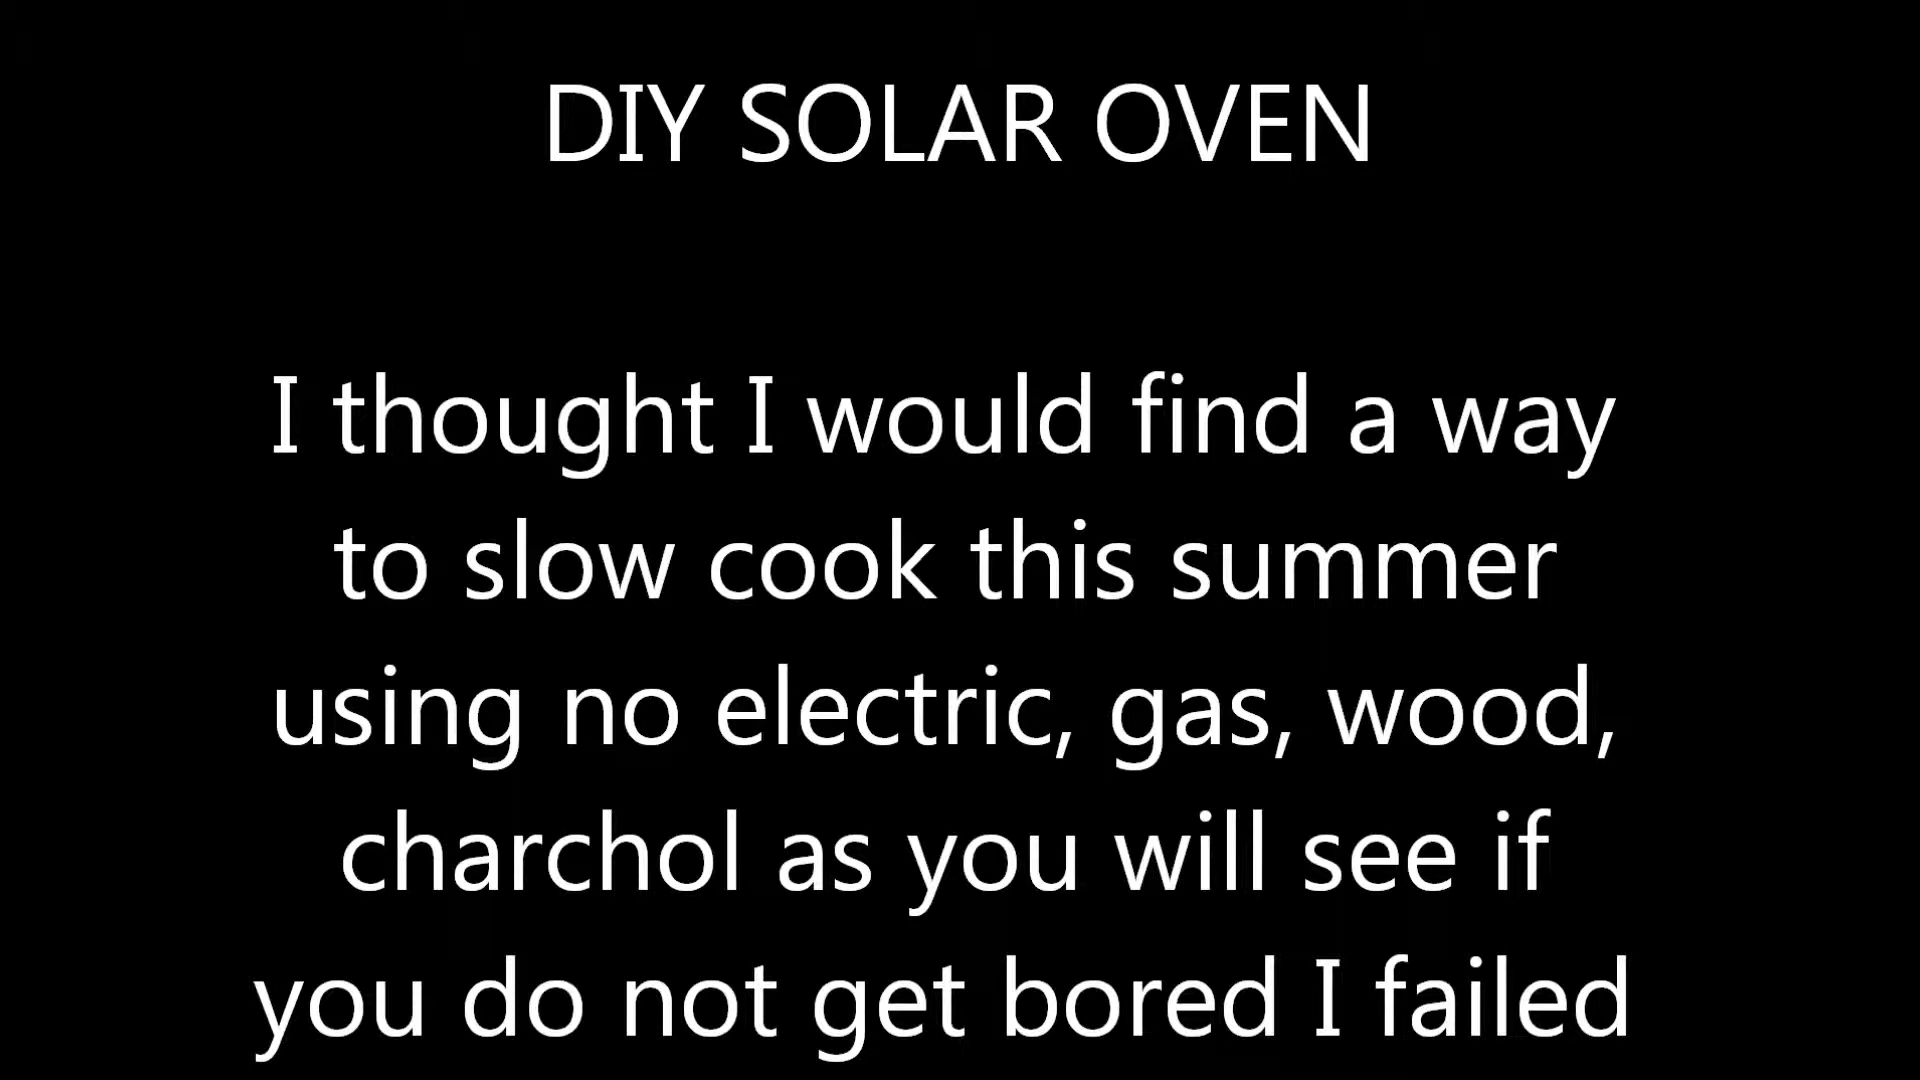 DIY SOLAR OVEN
I thought I would find a way
to slow cook this summer
using no electric, gas, wood,
charchol as you will see if
you do not get bored I failed